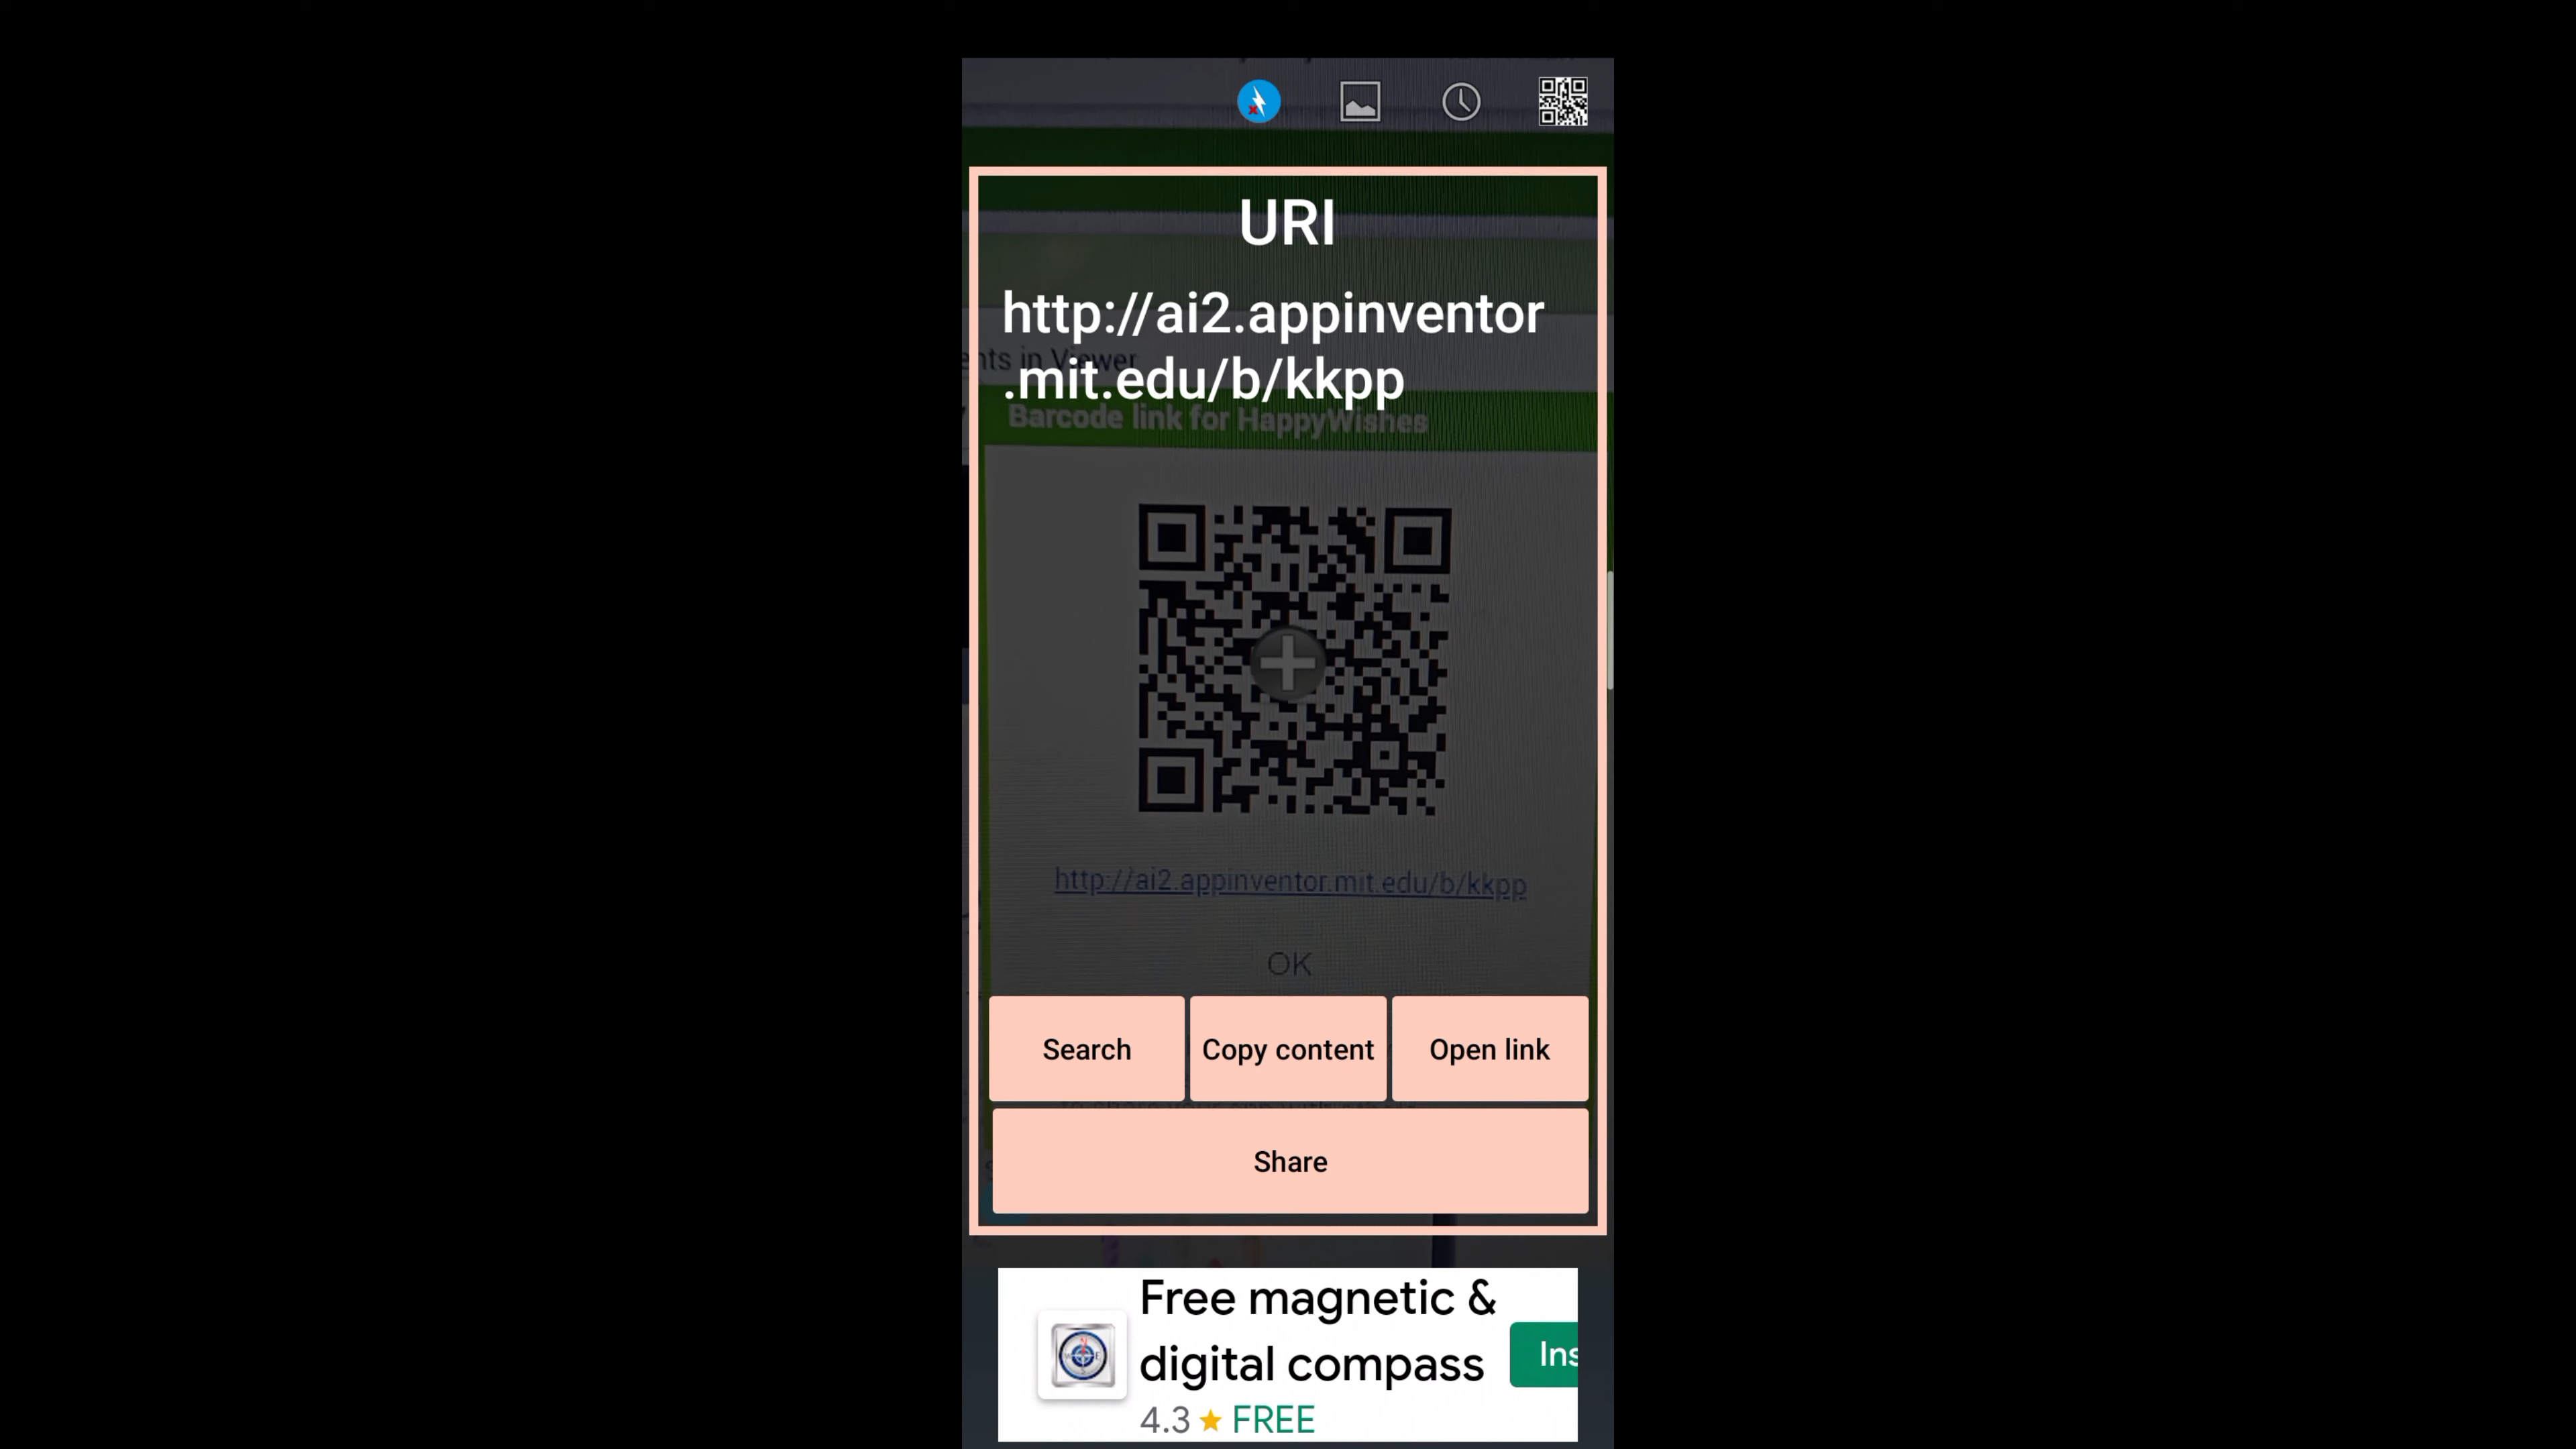 URI
http://ai2.appinventor
.mit.edu/b/kkpp
nts in Viewer
Barcode link for HappyWishes
http://ai2.appinventor.mit.edu/b/kkpp
OK
Search
Copy content
Open link
Share
Free magnetic &
digital compass
Ins
4.3 ★ FREE